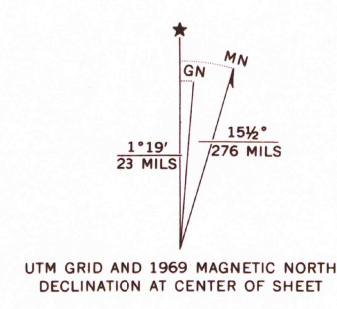 MN
GN
1°19′
23 MILS
15½°
276 MILS
UTM GRID AND 1969 MAGNETIC NORTH
DECLINATION AT CENTER OF SHEET